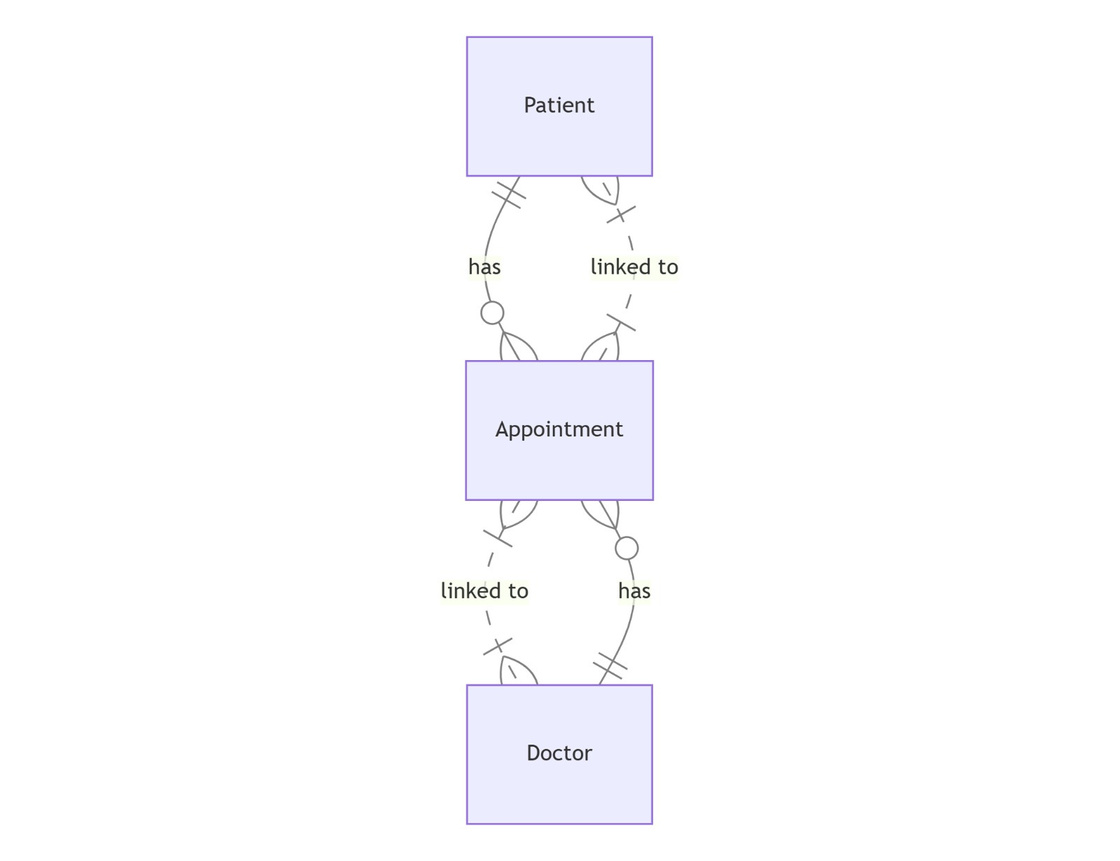 Patient
has
linked to
Appointment
linked to
has
Doctor